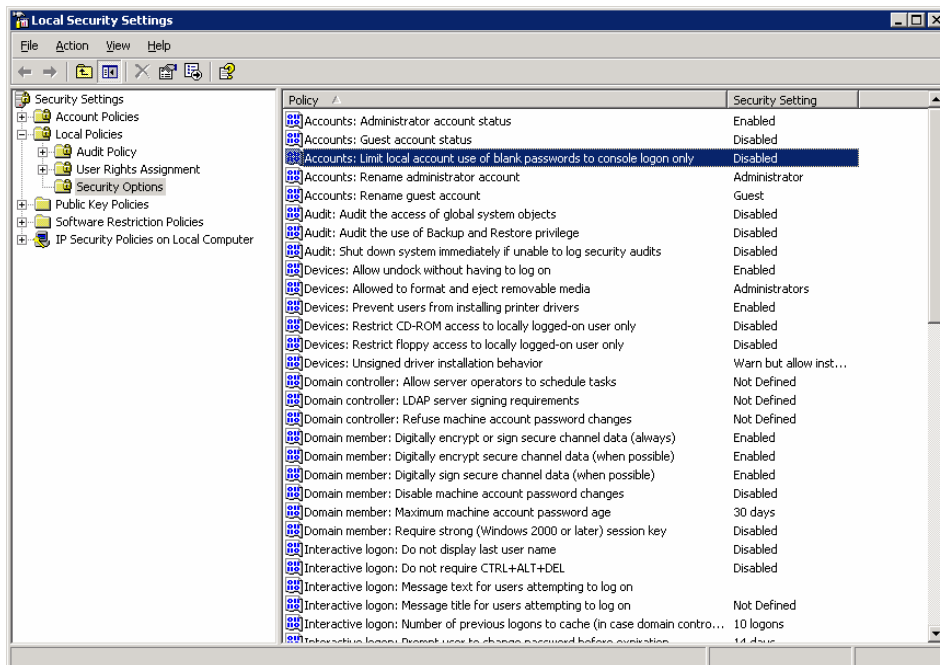 Local Security Settings
File Action View Help
Security Settings
Account Policies
Local Policies
Audit Policy
User Rights Assignment
Security Options
Public Key Policies
Software Restriction Policies
IP Security Policies on Local Computer
Policy Security Setting
Accounts: Administrator account status Enabled
Accounts: Guest account status Disabled
Accounts: Limit local account use of blank passwords to console logon only Disabled
Accounts: Rename administrator account Administrator
Accounts: Rename guest account Guest
Audit: Audit the access of global system objects Disabled
Audit: Audit the use of Backup and Restore privilege Disabled
Audit: Shut down system immediately if unable to log security audits Disabled
Devices: Allow undock without having to log on Enabled
Devices: Allowed to format and eject removable media Administrators
Devices: Prevent users from installing printer drivers Enabled
Devices: Restrict CD-ROM access to locally logged-on user only Disabled
Devices: Restrict floppy access to locally logged-on user only Disabled
Devices: Unsigned driver installation behavior Warn but allow inst...
Domain controller: Allow server operators to schedule tasks Not Defined
Domain controller: LDAP server signing requirements Not Defined
Domain controller: Refuse machine account password changes Not Defined
Domain member: Digitally encrypt or sign secure channel data (always) Enabled
Domain member: Digitally encrypt secure channel data (when possible) Enabled
Domain member: Digitally sign secure channel data (when possible) Enabled
Domain member: Disable machine account password changes Disabled
Domain member: Maximum machine account password age 30 days
Domain member: Require strong (Windows 2000 or later) session key Disabled
Interactive logon: Do not display last user name Disabled
Interactive logon: Do not require CTRL+ALT+DEL Disabled
Interactive logon: Message text for users attempting to log on
Interactive logon: Message title for users attempting to log on Not Defined
Interactive logon: Number of previous logons to cache (in case domain contro... 10 logons
Interactive logon: Prompt user to change password before expiration 14 days